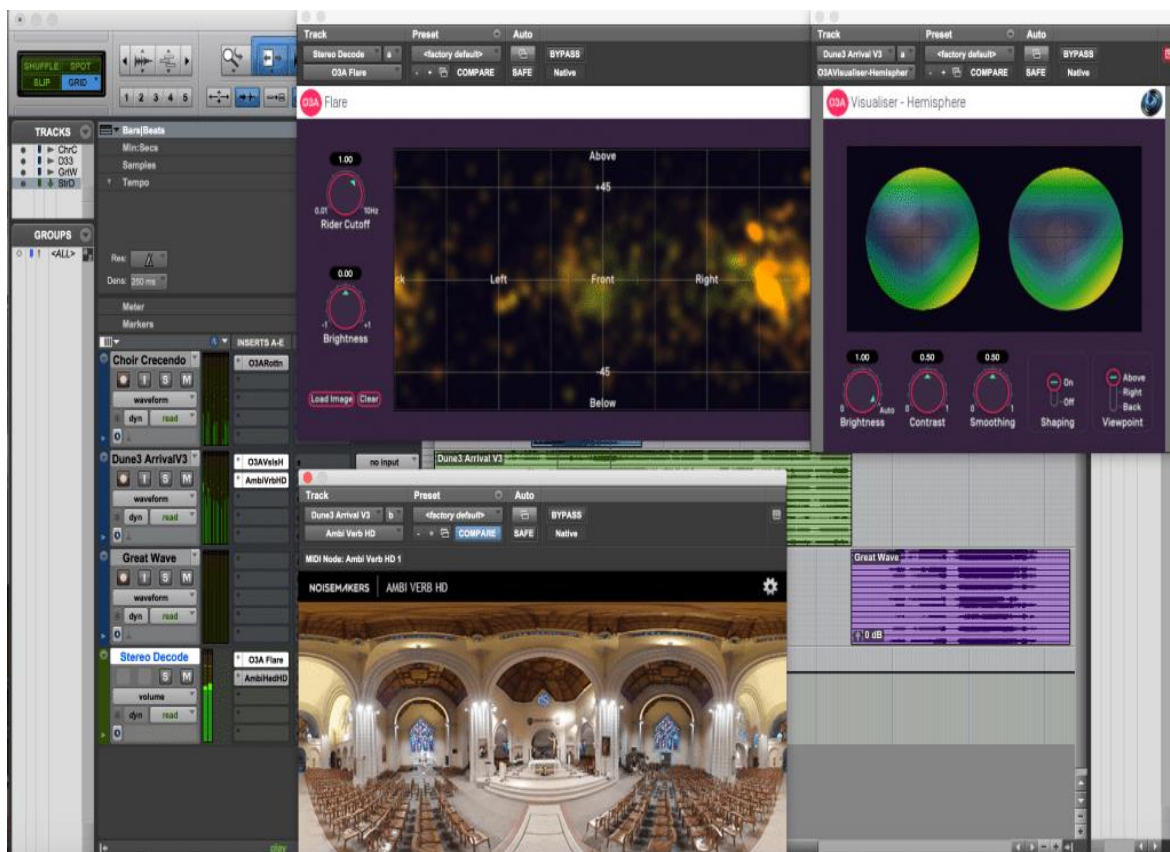 SHUFFLE SPOT
SLIP GRID
1 2 3 4 5
TRACKS
ChrC
D33
GrtW
StrD
GROUPS
1 <ALL>
Bars|Beats
Min:Secs
Samples
Tempo
Res:
Dens: 250 ms
Meter
Markers
INSERTS A-E
Choir Crecendo
I S M
waveform
dyn read
O3ARottn
Dune3 ArrivalV3
I S M
waveform
dyn read
O3AVslsH
AmbiVrbHD
no input
Great Wave
I S M
waveform
dyn read
Stereo Decode
S M
volume
dyn read
O3A Flare
AmbiHedHD
play
Track Preset Auto
Stereo Decode a <factory default> BYPASS
O3A Flare - + COMPARE SAFE Native
O3A Flare
1.00
0.01 10Hz
Rider Cutoff
0.00
-1 +1
Brightness
Load Image Clear
Above
+45
ck Left Front Right
-45
Below
Track Preset Auto
Dune3 Arrival V3 a <factory default> BYPASS
O3AVisualiser-Hemispher - + COMPARE SAFE Native
O3A Visualiser - Hemisphere
1.00 0.50 0.50
0 Auto 0 1 0 1
Brightness Contrast Smoothing
On
Off
Shaping
Above
Right
Back
Viewpoint
Dune3 Arrival V3
Great Wave
0 dB
Track Preset Auto
Dune3 Arrival V3 b <factory default> BYPASS
Ambi Verb HD - + COMPARE SAFE Native
MIDI Node: Ambi Verb HD 1
NOISEMAKERS | AMBI VERB HD